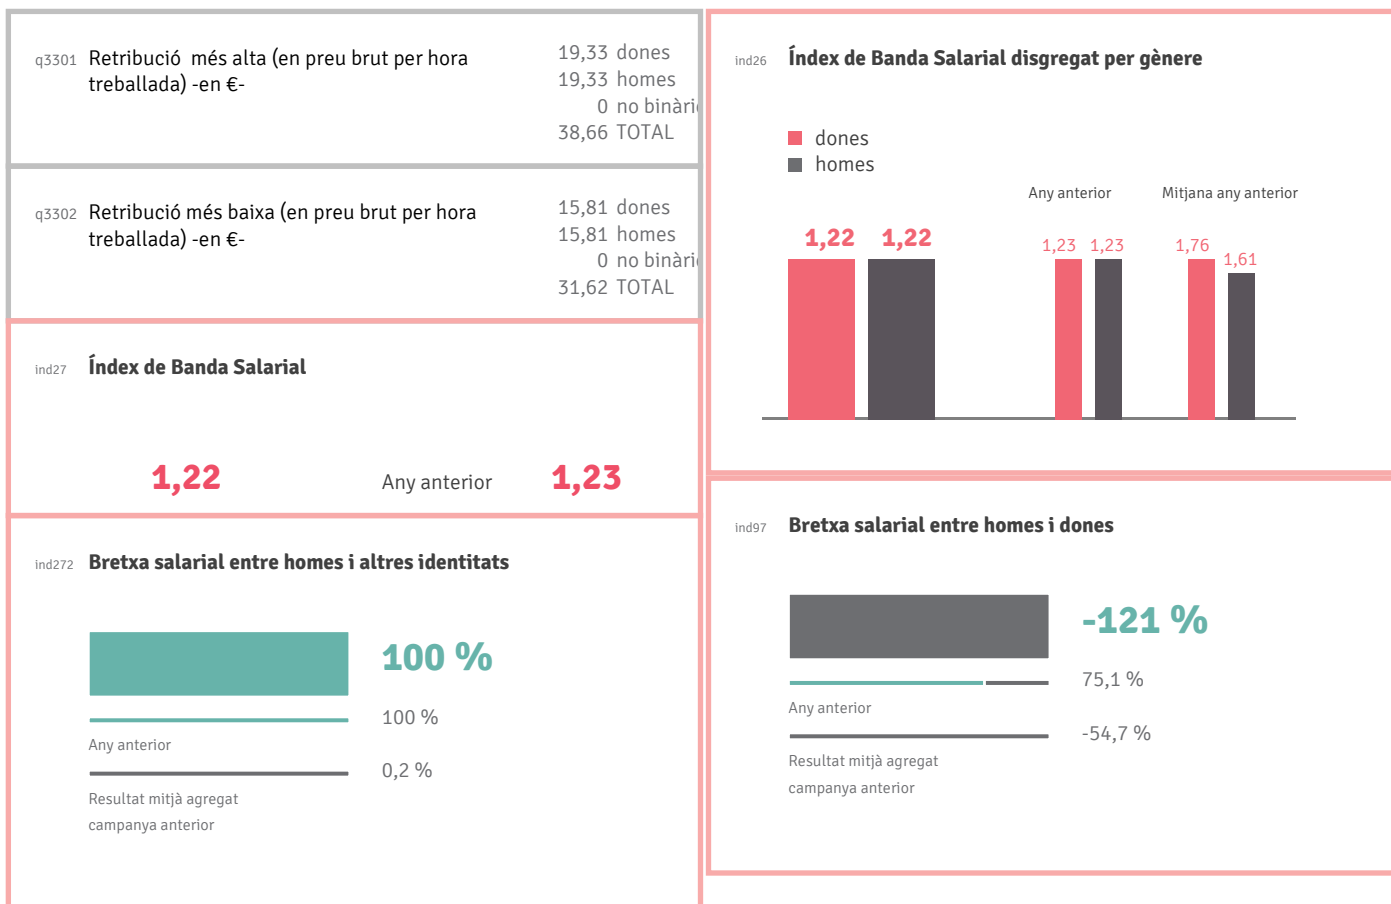 q3301 Retribució més alta (en preu brut per hora
treballada) -en €-
19,33 dones
19,33 homes
0 no binàri
38,66 TOTAL
q3302 Retribució més baixa (en preu brut per hora
treballada) -en €-
15,81 dones
15,81 homes
0 no binàri
31,62 TOTAL
ind27 Índex de Banda Salarial
1,22 Any anterior 1,23
ind272 Bretxa salarial entre homes i altres identitats
100 %
100 %
Any anterior
0,2 %
Resultat mitjà agregat
campanya anterior
ind26 Índex de Banda Salarial disgregat per gènere
dones
homes
Any anterior Mitjana any anterior
1,22 1,22 1,23 1,23 1,76 1,61
ind97 Bretxa salarial entre homes i dones
-121 %
75,1 %
Any anterior
-54,7 %
Resultat mitjà agregat
campanya anterior